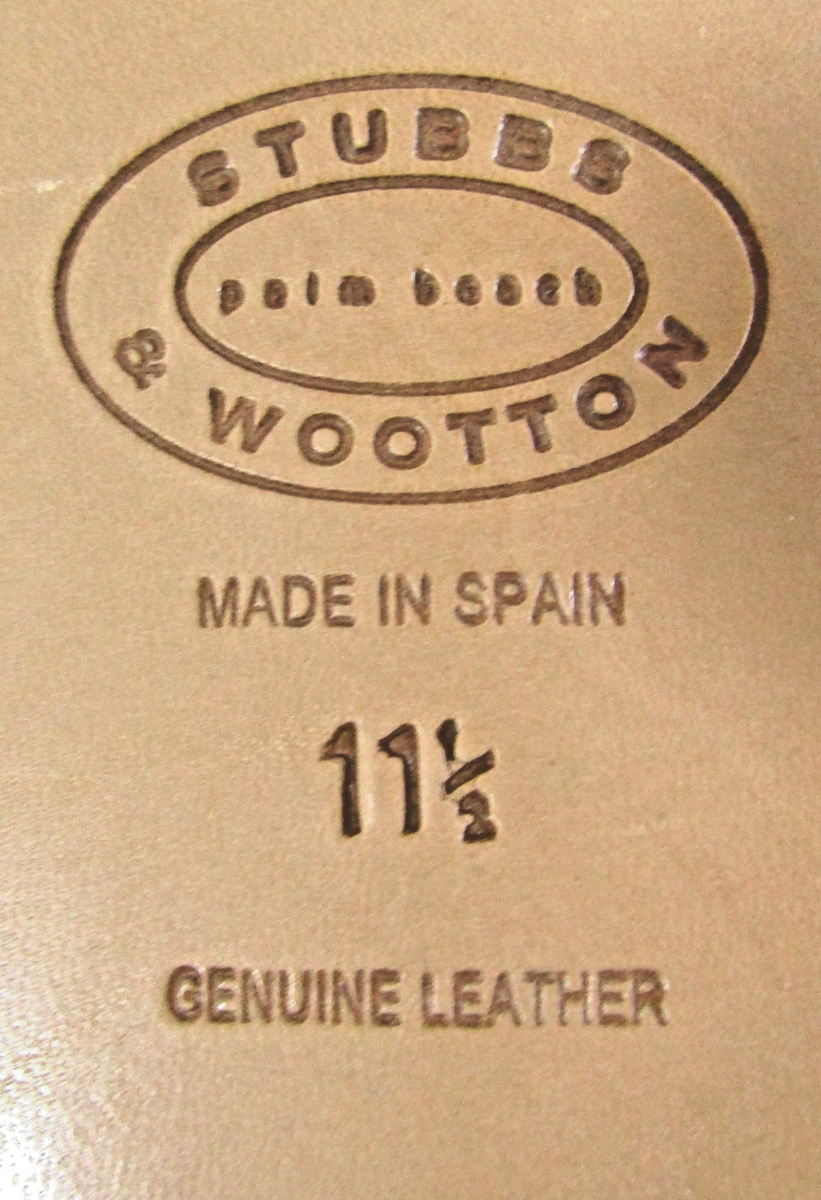 STUBBS
palm beach
& WOOTTON
MADE IN SPAIN
11½
GENUINE LEATHER